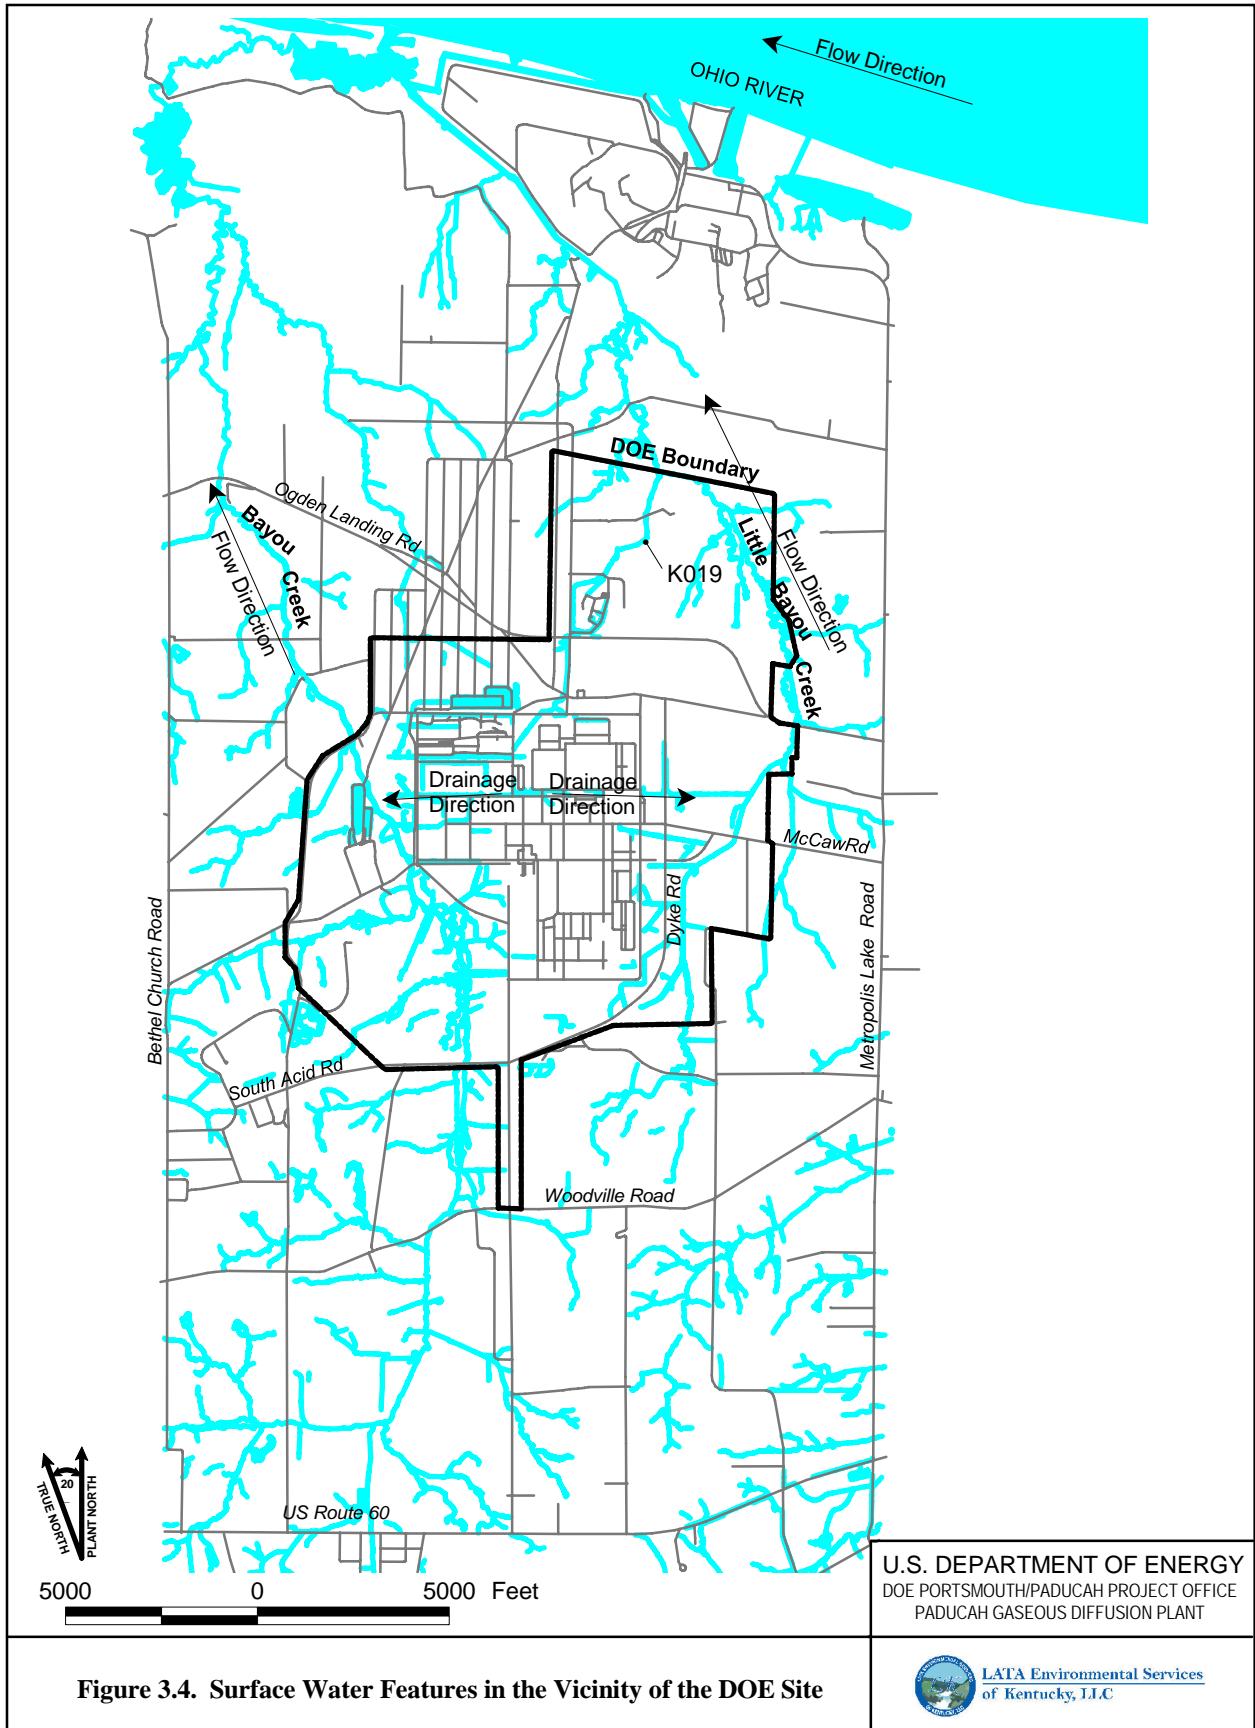 Flow Direction
OHIO RIVER
DOE Boundary
Ogden Landing Rd
Bayou
Creek
Flow Direction
Little
Bayou
Creek
Flow Direction
K019
Drainage
Direction
Drainage
Direction
McCawRd
Dyke Rd
Bethel Church Road
Metropolis Lake Road
South Acid Rd
Woodville Road
US Route 60
20
TRUE NORTH
PLANT NORTH
5000 0 5000 Feet
U.S. DEPARTMENT OF ENERGY
DOE PORTSMOUTH/PADUCAH PROJECT OFFICE
PADUCAH GASEOUS DIFFUSION PLANT
Figure 3.4. Surface Water Features in the Vicinity of the DOE Site
LATA Environmental Services
of Kentucky, LLC